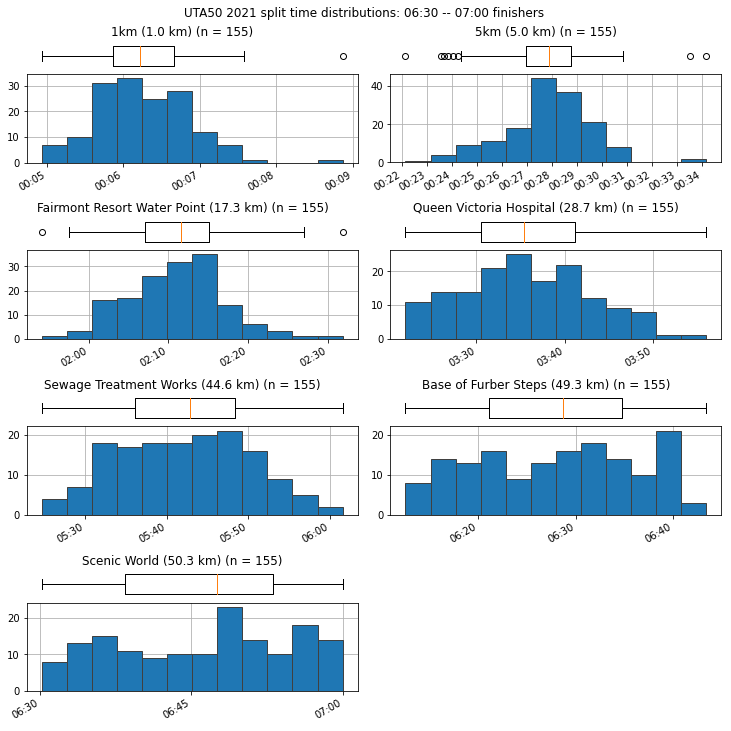 UTA50 2021 split time distributions: 06:30 -- 07:00 finishers
1km (1.0 km) (n = 155)
30
20
10
0
00:05 00:06 00:07 00:08 00:09
5km (5.0 km) (n = 155)
40
20
0
00:22 00:23 00:24 00:25 00:26 00:27 00:28 00:29 00:30 00:31 00:32 00:33 00:34
Fairmont Resort Water Point (17.3 km) (n = 155)
30
20
10
0
02:00 02:10 02:20 02:30
Queen Victoria Hospital (28.7 km) (n = 155)
20
10
0
03:30 03:40 03:50
Sewage Treatment Works (44.6 km) (n = 155)
20
10
0
05:30 05:40 05:50 06:00
Base of Furber Steps (49.3 km) (n = 155)
20
10
0
06:20 06:30 06:40
Scenic World (50.3 km) (n = 155)
20
10
0
06:30 06:45 07:00